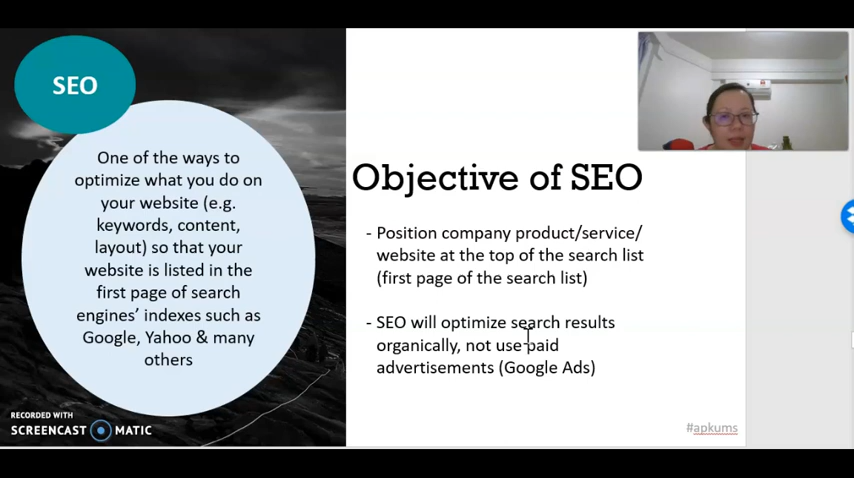 SEO
One of the ways to
optimize what you do on
your website (e.g.
keywords, content,
layout) so that your
website is listed in the
first page of search
engines’ indexes such as
Google, Yahoo & many
others
RECORDED WITH
SCREENCAST MATIC
Objective of SEO
- Position company product/service/
website at the top of the search list
(first page of the search list)
- SEO will optimize search results
organically, not use paid
advertisements (Google Ads)
#apkums